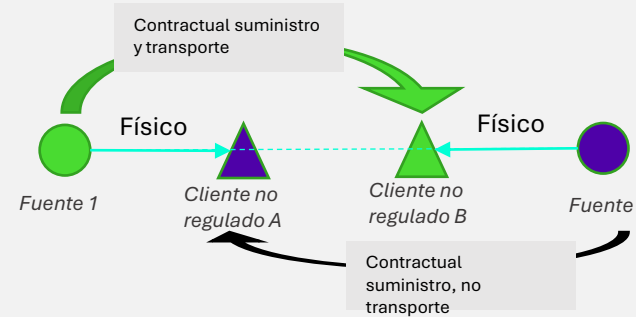 Contractual suministro
y transporte
Físico
Físico
Fuente 1
Cliente no
regulado A
Cliente no
regulado B
Fuente
Contractual
suministro, no
transporte